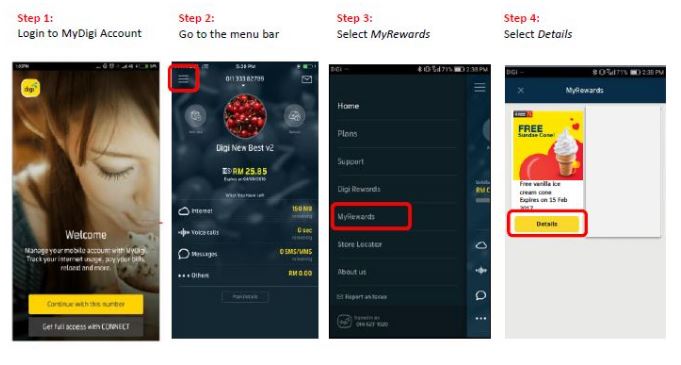 Step 1:
Login to MyDigi Account
Step 2:
Go to the menu bar
Step 3:
Select MyRewards
Step 4:
Select Details
digi
Welcome
Manage your mobile account with MyDigi.
Track your internet usage, pay your bills,
reload and more.
Continue with this number
Get full access with CONNECT
011 333 82709
Digi New Best v2
RM 25.85
What You Have Left
Internet
150 MB
Voice calls
0 sec
Messages
0 SMS/MMS
Others
RM 0.00
Plan Details
DiGi
71% 2:38 PM
Home
Plans
Support
Digi Rewards
MyRewards
Store Locator
About us
Report an Issue
digi
DiGi
71% 2:39 PM
MyRewards
FREE
Sundae Cone!
Free vanilla ice
cream cone
Expires on 15 Feb
2017
Details